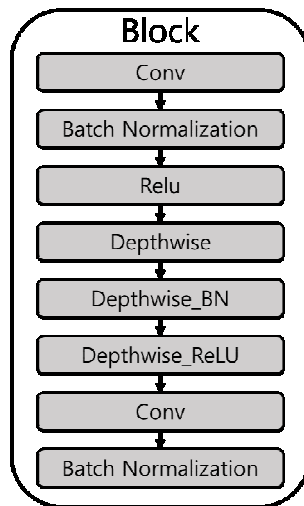 Block
Conv
Batch Normalization
Relu
Depthwise
Depthwise_BN
Depthwise_ReLU
Conv
Batch Normalization